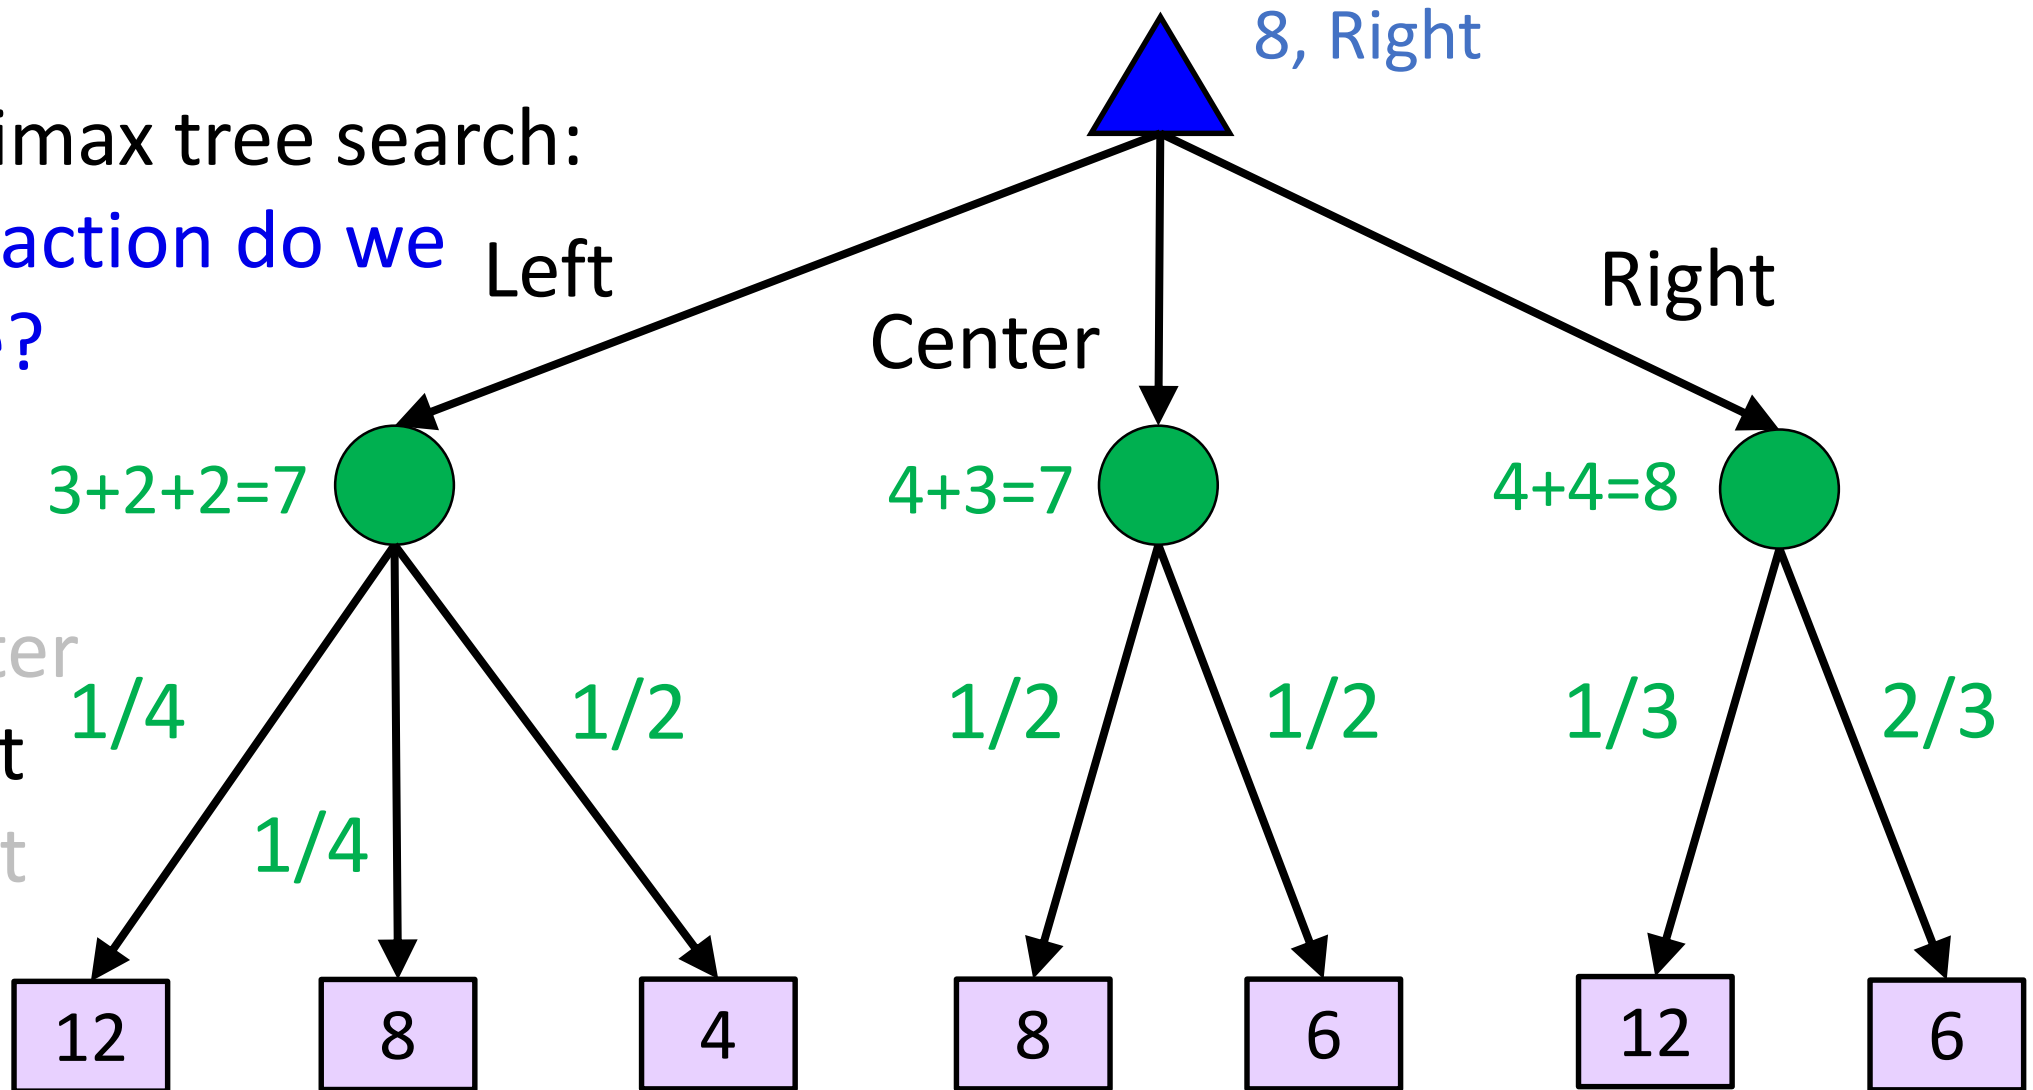 8, Right
imax tree search:
action do we
?
Left
Center
Right
3+2+2=7
4+3=7
4+4=8
ter
t
t
1/4
1/4
1/2
1/2
1/2
1/3
2/3
12
8
4
8
6
12
6